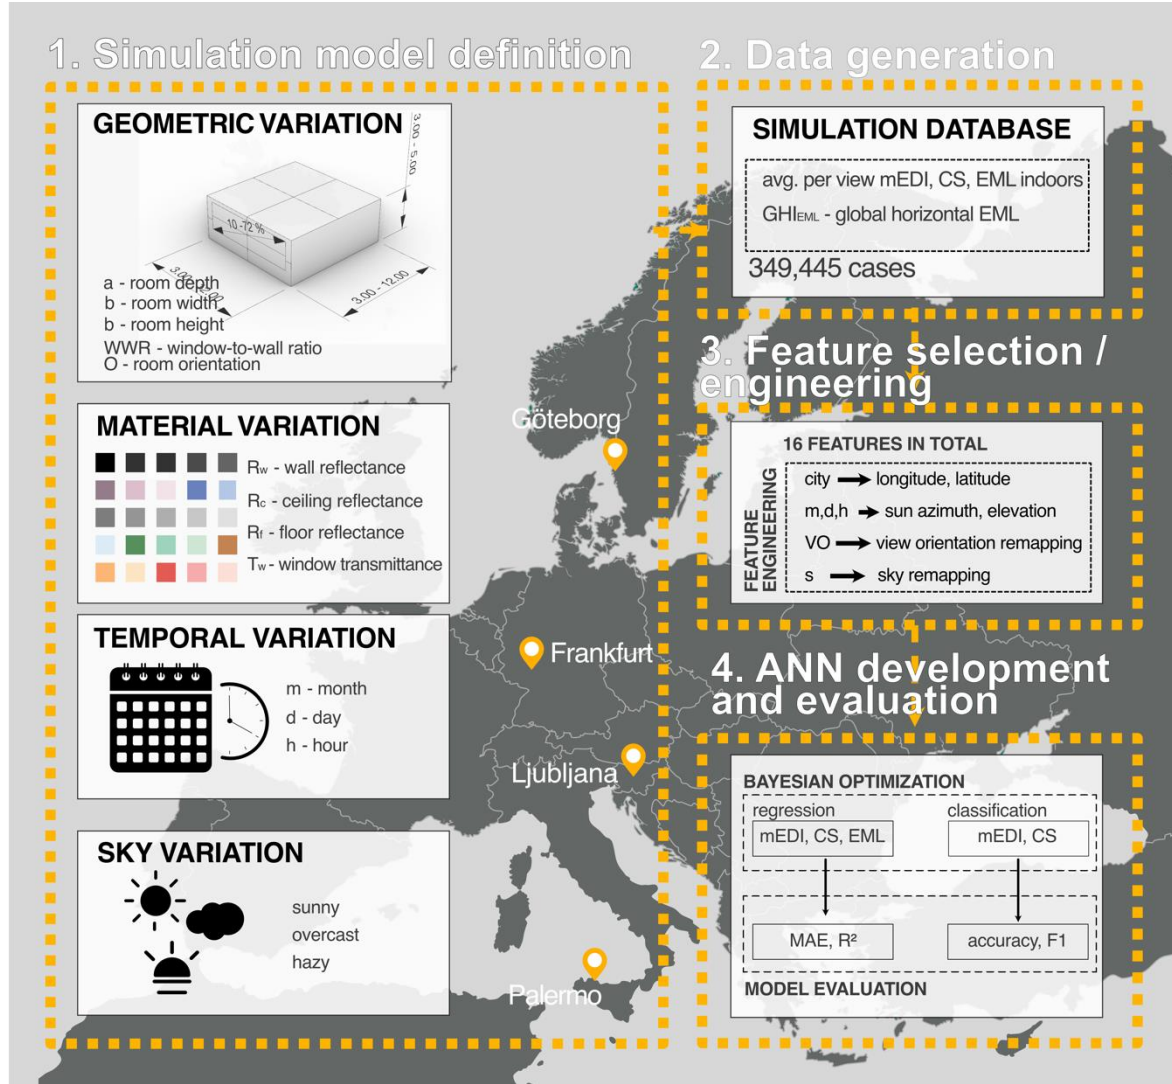 1. Simulation model definition
GEOMETRIC VARIATION
3.00 - 5.00
10 -72 %
3.00 - 12.00
a - room depth
b - room width
b - room height
WWR - window-to-wall ratio
O - room orientation
MATERIAL VARIATION
Rw - wall reflectance
Rc - ceiling reflectance
Rf - floor reflectance
Tw - window transmittance
TEMPORAL VARIATION
m - month
d - day
h - hour
SKY VARIATION
sunny
overcast
hazy
Göteborg
Frankfurt
Ljubljana
Palermo
2. Data generation
SIMULATION DATABASE
avg. per view mEDI, CS, EML indoors
GHIEML - global horizontal EML
349,445 cases
3. Feature selection /
engineering
16 FEATURES IN TOTAL
FEATURE
ENGINEERING
city longitude, latitude
m,d,h sun azimuth, elevation
VO view orientation remapping
s sky remapping
4. ANN development
and evaluation
BAYESIAN OPTIMIZATION
regression classification
mEDI, CS, EML mEDI, CS
MAE, R² accuracy, F1
MODEL EVALUATION